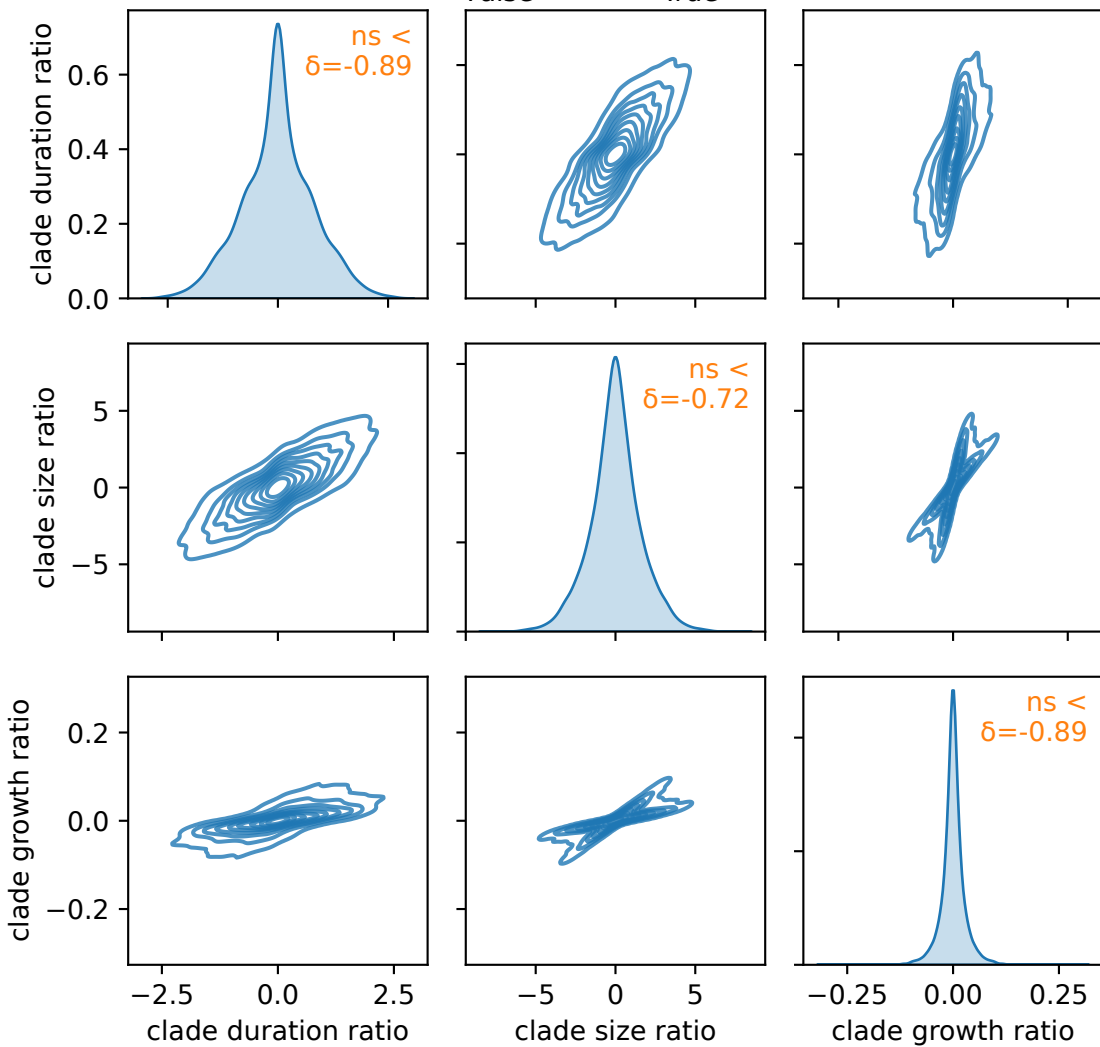 clade duration ratio
0.6
0.4
0.2
0.0
ns <
δ=-0.89
clade size ratio
5
0
−5
ns <
δ=-0.72
clade growth ratio
0.2
0.0
−0.2
ns <
δ=-0.89
−2.5 0.0 2.5
−5 0 5
−0.25 0.00 0.25
clade duration ratio
clade size ratio
clade growth ratio